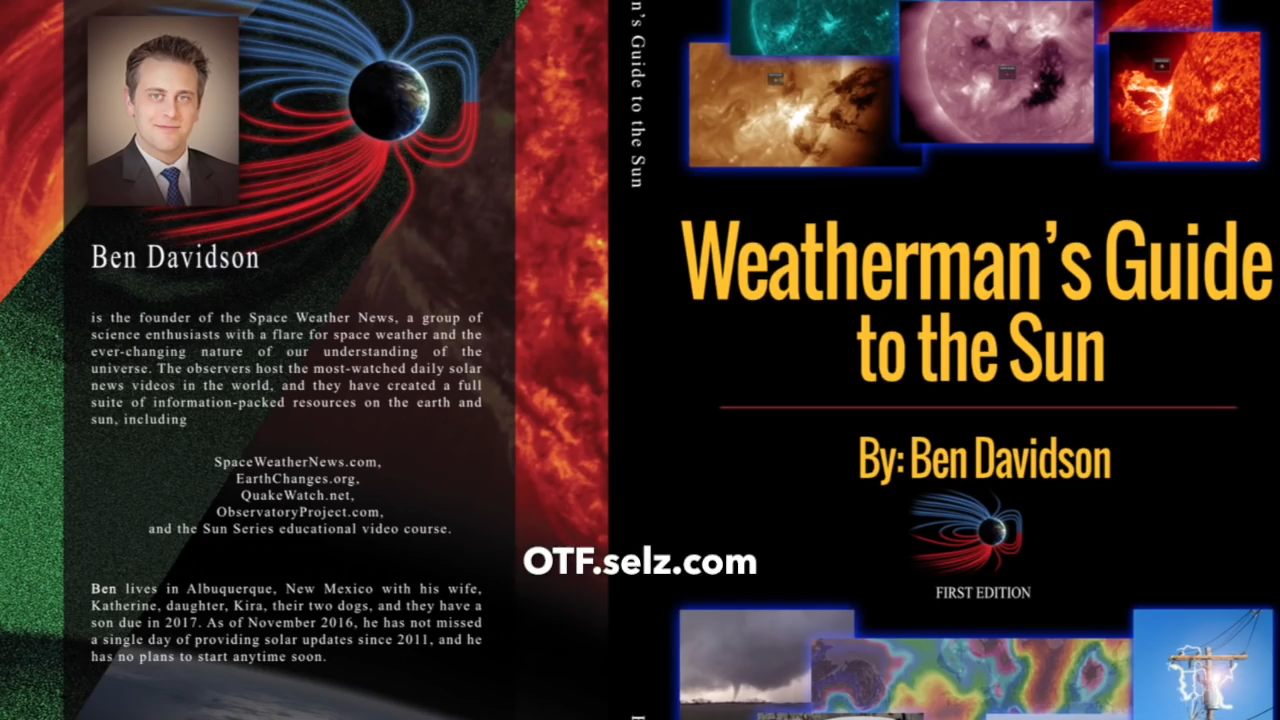 Ben Davidson
is the founder of the Space Weather News, a group of
science enthusiasts with a flare for space weather and the
ever-changing nature of our understanding of the
universe. The observers host the most-watched daily solar
news videos in the world, and they have created a full
suite of information-packed resources on the earth and
sun, including
SpaceWeatherNews.com,
EarthChanges.org,
QuakeWatch.net,
ObservatoryProject.com,
and the Sun Series educational video course.
Ben lives in Albuquerque, New Mexico with his wife,
Katherine, daughter, Kira, their two dogs, and they have a
son due in 2017. As of November 2016, he has not missed
a single day of providing solar updates since 2011, and he
has no plans to start anytime soon.
n's Guide to the Sun
Weatherman's Guide
to the Sun
By: Ben Davidson
FIRST EDITION
OTF.selz.com